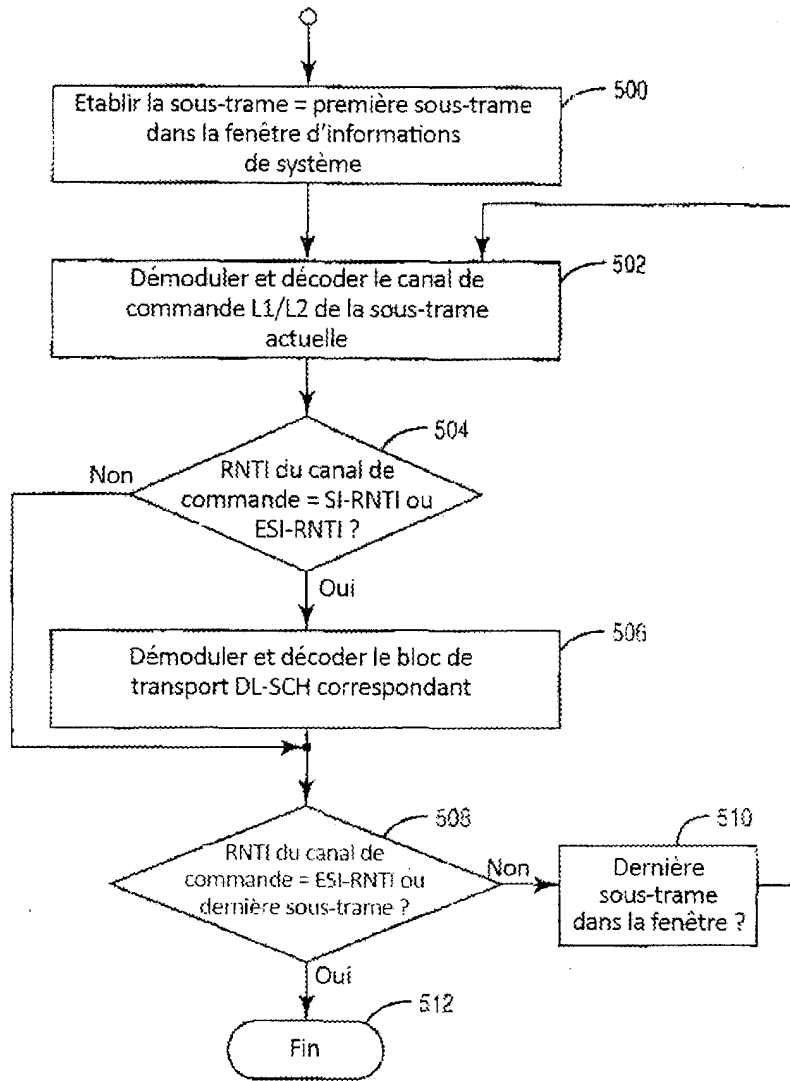 Etablir la sous-trame = première sous-trame
dans la fenêtre d'informations
de système
500
Démoduler et décoder le canal de
commande L1/L2 de la sous-trame
actuelle
502
504
Non
RNTI du canal de
commande = SI-RNTI ou
ESI-RNTI ?
Oui
506
Démoduler et décoder le bloc de
transport DL-SCH correspondant
508
RNTI du canal de
commande = ESI-RNTI ou
dernière sous-trame ?
Non
510
Dernière
sous-trame
dans la fenêtre ?
Oui
512
Fin